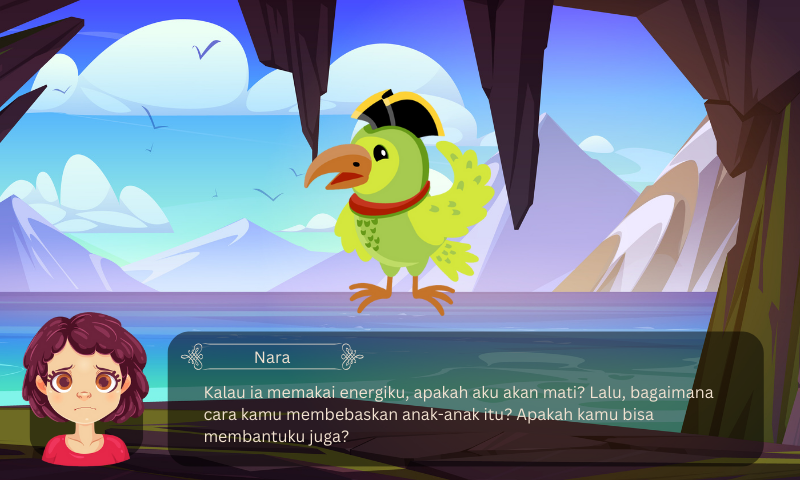 Nara
Kalau ia memakai energiku, apakah aku akan mati? Lalu, bagaimana
cara kamu membebaskan anak-anak itu? Apakah kamu bisa
membantuku juga?